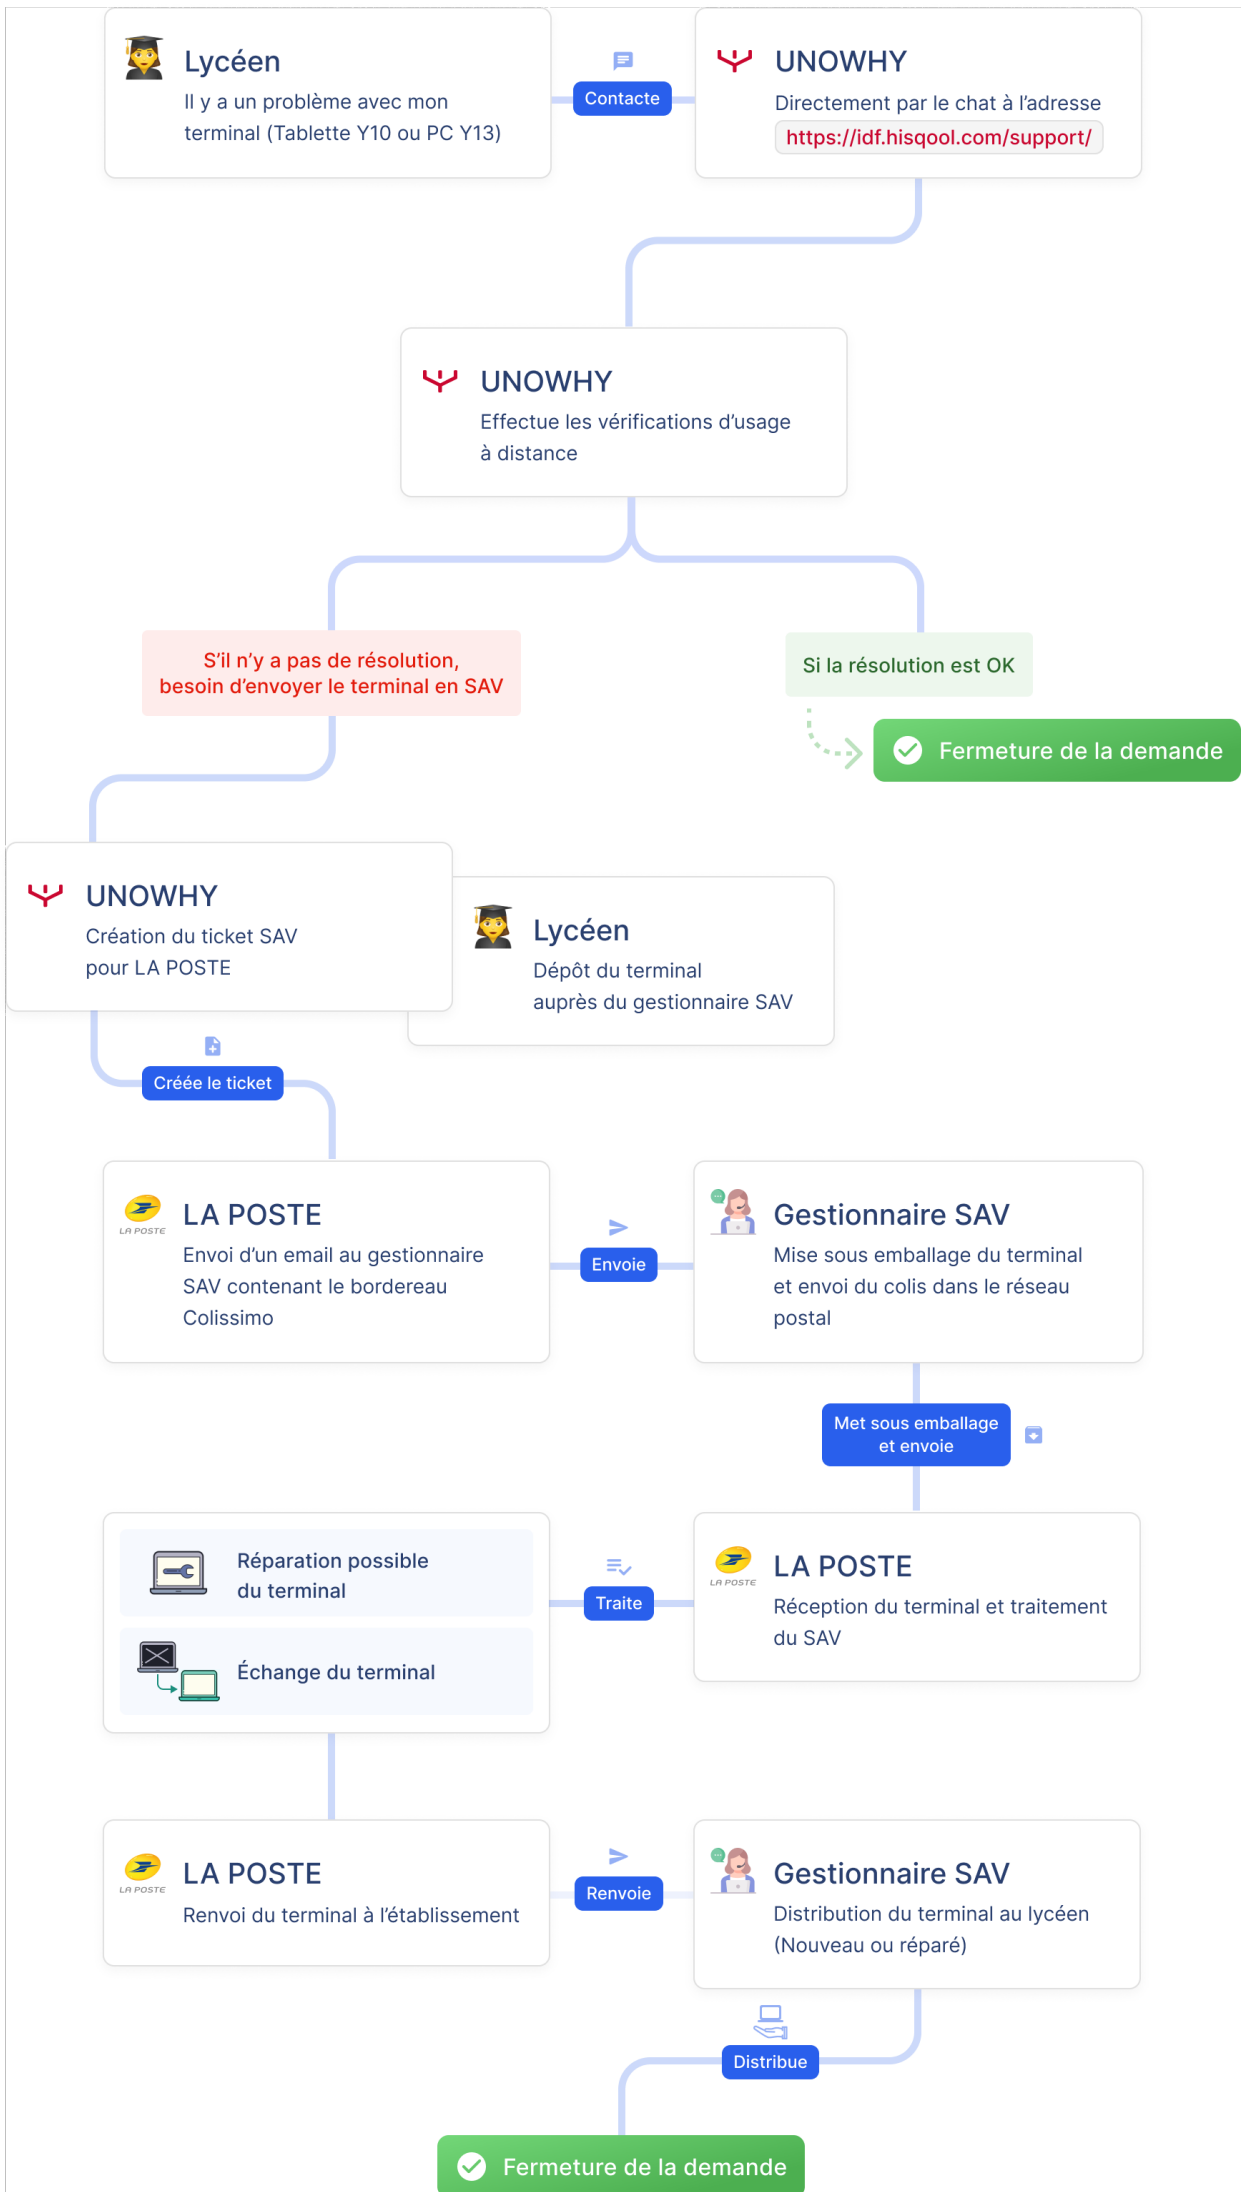 Lycéen
Il y a un problème avec mon
terminal (Tablette Y10 ou PC Y13)
Contacte
UNOWHY
Directement par le chat à l'adresse
https://idf.hisqool.com/support/
UNOWHY
Effectue les vérifications d'usage
à distance
S'il n'y a pas de résolution,
besoin d'envoyer le terminal en SAV
Si la résolution est OK
Fermeture de la demande
UNOWHY
Création du ticket SAV
pour LA POSTE
Lycéen
Dépôt du terminal
auprès du gestionnaire SAV
Créée le ticket
LA POSTE
LA POSTE
Envoi d'un email au gestionnaire
SAV contenant le bordereau
Colissimo
Envoie
Gestionnaire SAV
Mise sous emballage du terminal
et envoi du colis dans le réseau
postal
Met sous emballage
et envoie
Réparation possible
du terminal
Échange du terminal
Traite
LA POSTE
LA POSTE
Réception du terminal et traitement
du SAV
LA POSTE
LA POSTE
Renvoi du terminal à l'établissement
Renvoie
Gestionnaire SAV
Distribution du terminal au lycéen
(Nouveau ou réparé)
Distribue
Fermeture de la demande